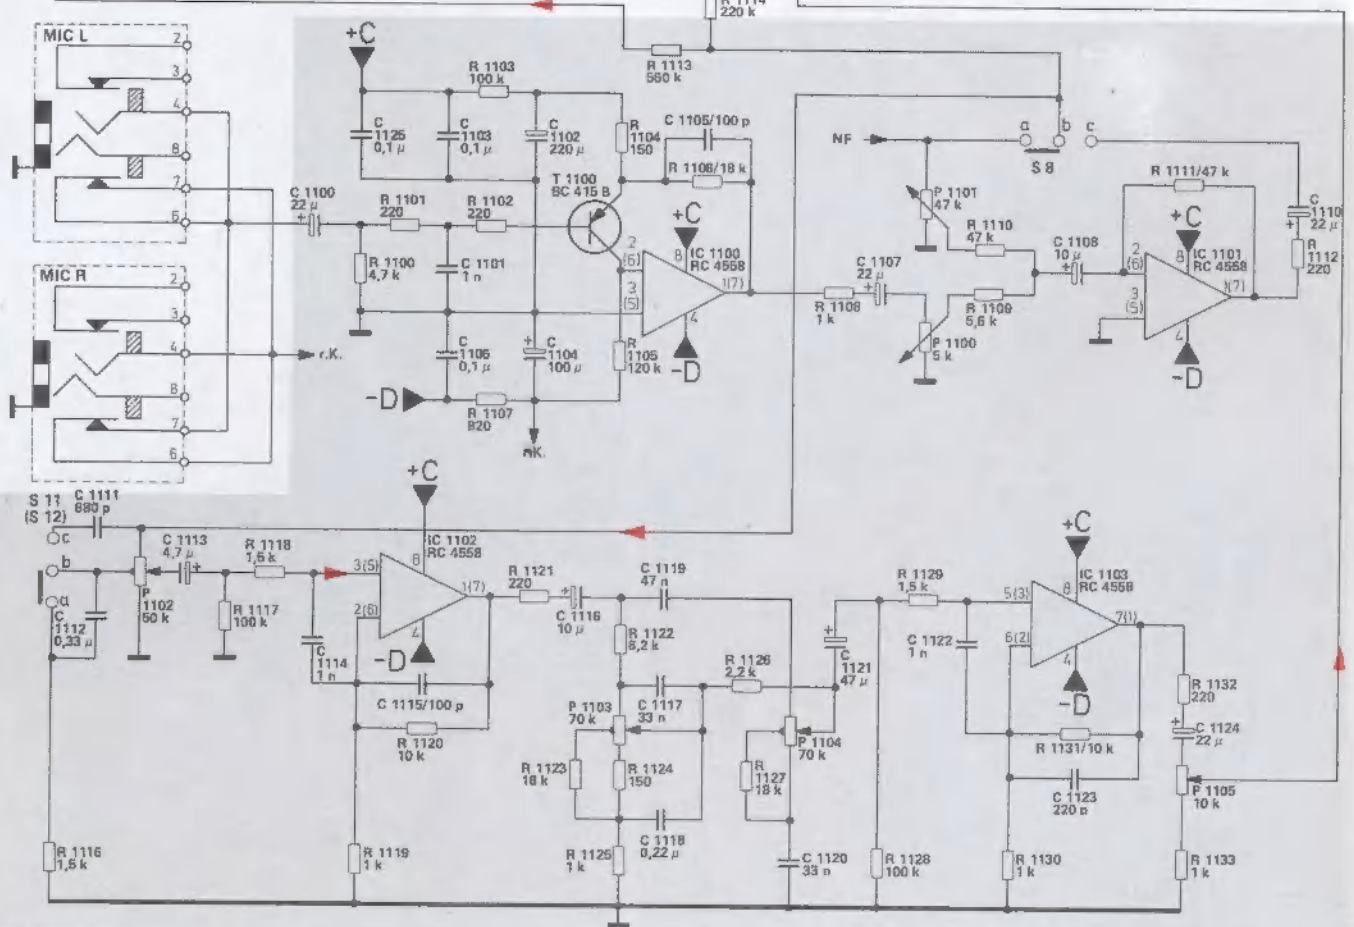 R 1114
220 k
MIC L
2
3
4
8
7
6
+C
R 1103
100 k
R 1113
560 k
C
1125
0,1 µ
C
1103
0,1 µ
C
1102
220 µ
R
1104
150
C 1105/100 p
R 1106/18 k
T 1100
BC 415 B
C 1100
22 µ
R 1101
220
R 1102
220
R 1100
4,7 k
C 1101
1 n
2
(6)
3
(5)
+C
8
IC 1100
RC 4558
1(7)
4
-D
C
1106
0,1 µ
C
1104
100 µ
R
1105
120 k
-D
R 1107
820
nK.
NF
a
b
c
S 8
P 1101
47 k
R 1110
47 k
C 1107
22 µ
R 1108
1 k
R 1109
5,6 k
P 1100
5 k
C 1108
10 µ
R 1111/47 k
+C
2
(6)
3
(5)
8
IC 1101
RC 4558
1(7)
4
-D
C
1110
22 µ
R
1112
220
MIC R
2
3
4
8
7
6
r.K.
S 11
(S 12)
c
b
a
C 1111
680 p
C 1113
4,7 µ
R 1118
1,5 k
P
1102
50 k
C
1112
0,33 µ
R 1117
100 k
C
1114
1 n
+C
IC 1102
RC 4558
8
3(5)
2(6)
1(7)
4
-D
C 1115/100 p
R 1120
10 k
R 1121
220
C 1116
10 µ
C 1119
47 n
R 1122
8,2 k
P 1103
70 k
C 1117
33 n
R 1126
2,2 k
R 1123
18 k
R 1124
150
C 1118
0,22 µ
R 1127
18 k
P 1104
70 k
C
1121
47 µ
R 1129
1,5 k
C 1122
1 n
+C
IC 1103
RC 4558
8
5(3)
6(2)
7(1)
4
-D
R 1131/10 k
C 1123
220 p
R 1132
220
C 1124
22 µ
P 1105
10 k
R 1116
1,5 k
R 1119
1 k
R 1125
1 k
C 1120
33 n
R 1128
100 k
R 1130
1 k
R 1133
1 k